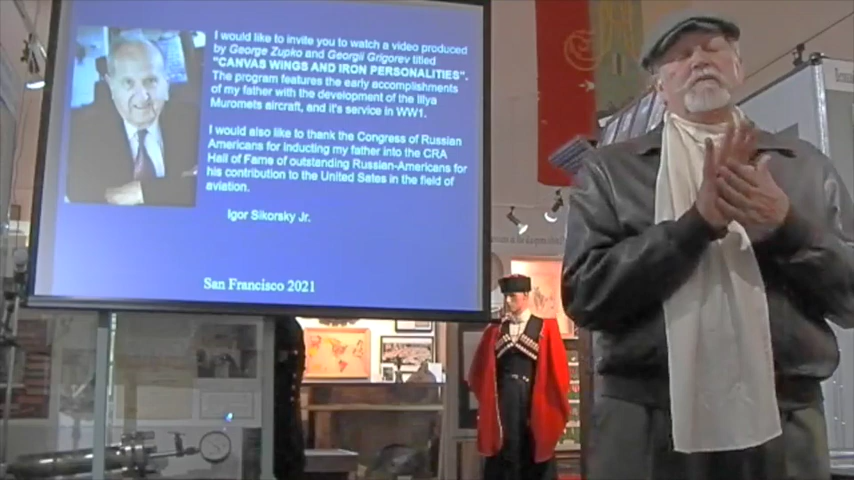 I would like to invite you to watch a video produced
by George Zupko and Georgii Grigorev titled
"CANVAS WINGS AND IRON PERSONALITIES".
The program features the early accomplishments
of my father with the development of the Illya
Muromets aircraft, and it's service in WW1.
I would also like to thank the Congress of Russian
Americans for inducting my father into the CRA
Hall of Fame of outstanding Russian-Americans for
his contribution to the United States in the field of
aviation.
Igor Sikorsky Jr.
San Francisco 2021